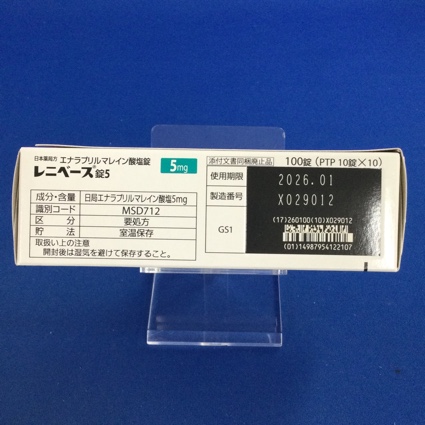 日本薬局方 エナラプリルマレイン酸塩錠
レニベース®錠5
5mg
成分・含量 日局エナラプリルマレイン酸塩5mg
識別コード MSD712
区分 要処方
貯法 室温保存
取扱い上の注意
開封後は湿気を避けて保存すること。
添付文書同梱廃止品 100錠 (PTP 10錠×10)
使用期限 2026.01
製造番号 X029012
GS1
(17)260100(10)X029012
(01)14987954122107